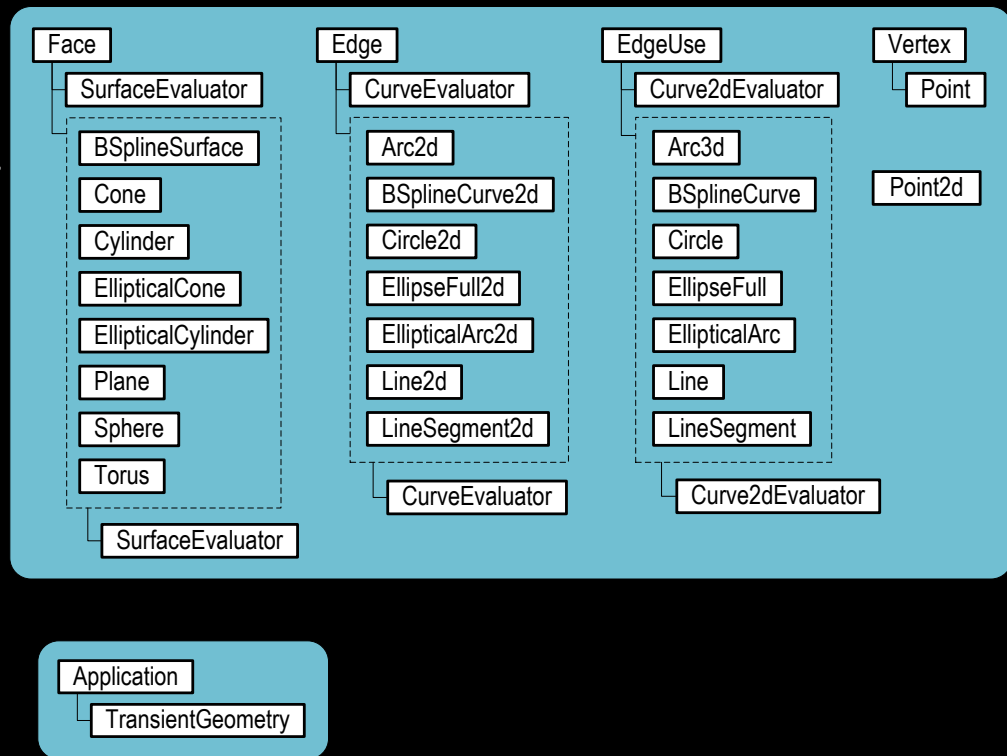 Face
SurfaceEvaluator
BSplineSurface
Cone
Cylinder
EllipticalCone
EllipticalCylinder
Plane
Sphere
Torus
SurfaceEvaluator
Edge
CurveEvaluator
Arc2d
BSplineCurve2d
Circle2d
EllipseFull2d
EllipticalArc2d
Line2d
LineSegment2d
CurveEvaluator
EdgeUse
Curve2dEvaluator
Arc3d
BSplineCurve
Circle
EllipseFull
EllipticalArc
Line
LineSegment
Curve2dEvaluator
Vertex
Point
Point2d
Application
TransientGeometry